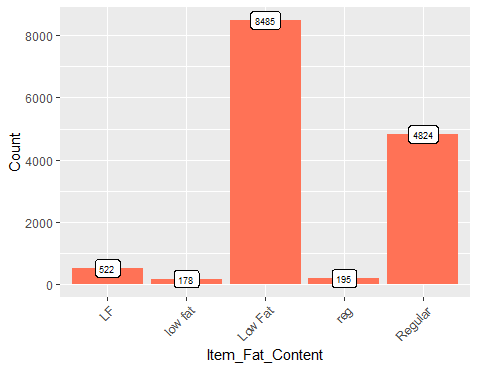 8000
6000
4000
2000
0
Count
522
178
8485
195
4824
LF
low fat
Low Fat
reg
Regular
Item_Fat_Content